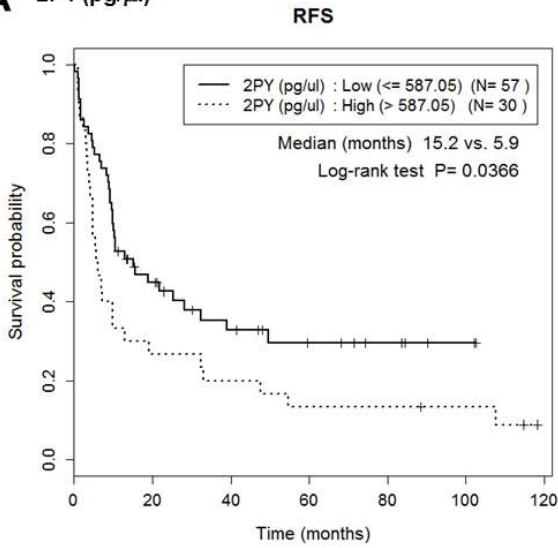 A
RFS
2PY (pg/ul) : Low (<= 587.05) (N= 57 )
2PY (pg/ul) : High (> 587.05) (N= 30 )
Median (months) 15.2 vs. 5.9
Log-rank test P= 0.0366
Survival probability
1.0
0.8
0.6
0.4
0.2
0.0
0 20 40 60 80 100 120
Time (months)